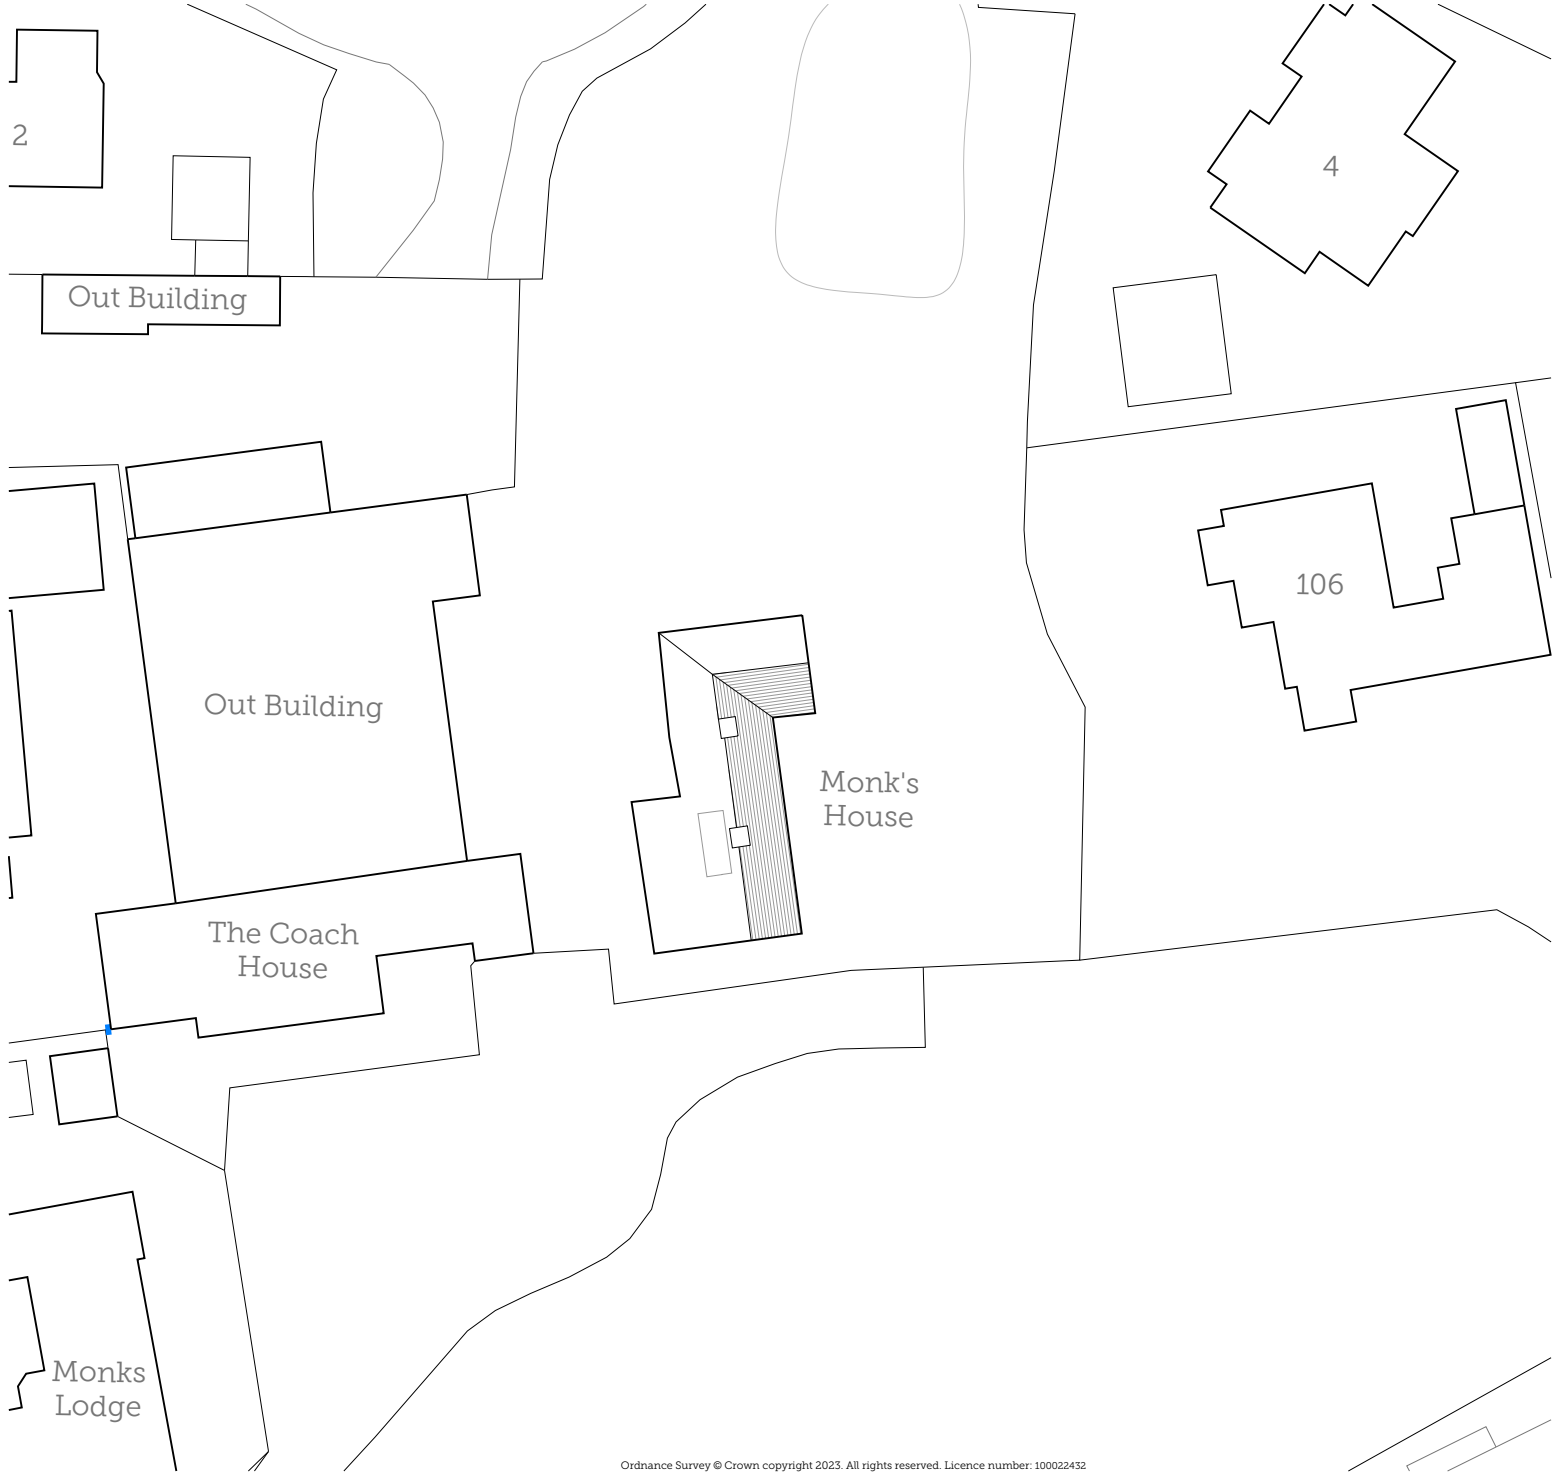 2
4
Out Building
106
Out Building
Monk's
House
The Coach
House
Monks
Lodge
Ordnance Survey © Crown copyright 2023. All rights reserved. Licence number: 100022432